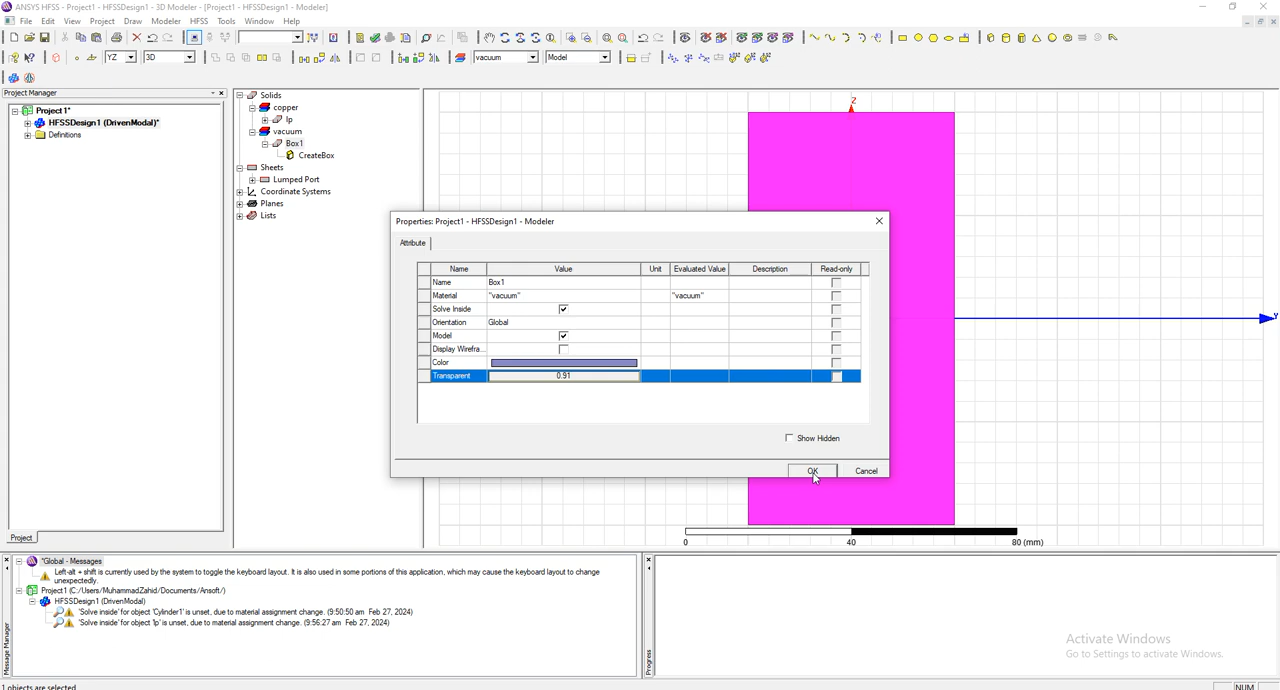 ANSYS HFSS - Project1 - HFSSDesign1 - 3D Modeler - [Project1 - HFSSDesign1 - Modeler]
File Edit View Project Draw Modeler HFSS Tools Window Help
YZ 3D vacuum Model
Project Manager
Project1*
HFSSDesign1 (DrivenModal)*
Definitions
Project
Solids
copper
lp
vacuum
Box1
CreateBox
Sheets
Lumped Port
Coordinate Systems
Planes
Lists
Z
Y
Properties: Project1 - HFSSDesign1 - Modeler
Attribute
Name Value Unit Evaluated Value Description Read-only
Name Box1
Material "vacuum" "vacuum"
Solve Inside
Orientation Global
Model
Display Wirefra...
Color
Transparent 0.91
Show Hidden
OK Cancel
0 40 80 (mm)
*Global - Messages
Left-alt + shift is currently used by the system to toggle the keyboard layout. It is also used in some portions of this application, which may cause the keyboard layout to change
unexpectedly.
Project1 (C:/Users/MuhammadZahid/Documents/Ansoft/)
HFSSDesign1 (DrivenModal)
'Solve inside' for object 'Cylinder1' is unset, due to material assignment change. (9:50:50 am Feb 27, 2024)
'Solve inside' for object 'lp' is unset, due to material assignment change. (9:56:27 am Feb 27, 2024)
Message Manager
Progress
Activate Windows
Go to Settings to activate Windows.
1 objects are selected
NUM